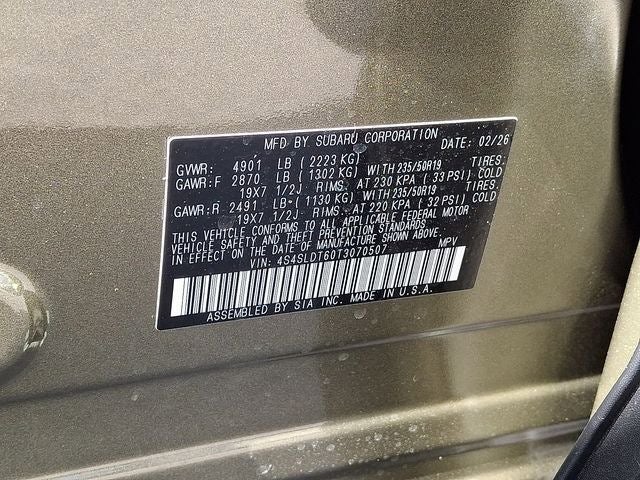 MFD BY SUBARU CORPORATION DATE: 02/26
GVWR: 4901 LB (2223 KG)
GAWR:F 2870 LB (1302 KG) WITH 235/50R19 TIRES.
19X7 1/2J RIMS. AT 230 KPA (33 PSI) COLD
GAWR:R 2491 LB (1130 KG) WITH 235/50R19 TIRES.
19X7 1/2J RIMS. AT 220 KPA (32 PSI) COLD
THIS VEHICLE CONFORMS TO ALL APPLICABLE FEDERAL MOTOR
VEHICLE SAFETY AND THEFT PREVENTION STANDARDS
IN EFFECT ON THE DATE OF MANUFACTURE SHOWN ABOVE.
VIN: 4S4SLDT60T3070507 MPV
ASSEMBLED BY SIA INC. MADE IN U.S.A.